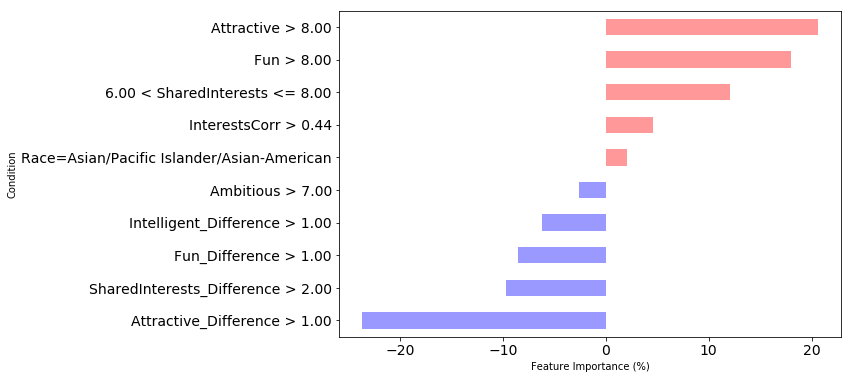 Attractive > 8.00
Fun > 8.00
6.00 < SharedInterests <= 8.00
InterestsCorr > 0.44
Race=Asian/Pacific Islander/Asian-American
Ambitious > 7.00
Intelligent_Difference > 1.00
Fun_Difference > 1.00
SharedInterests_Difference > 2.00
Attractive_Difference > 1.00
Condition
−20 −10 0 10 20
Feature Importance (%)